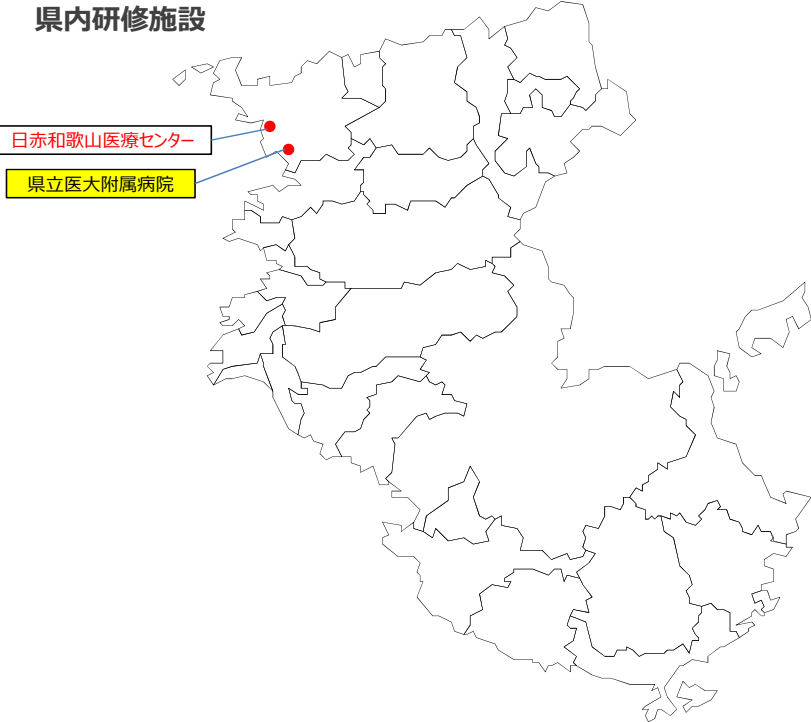 県内研修施設
日赤和歌山医療センター
県立医大附属病院